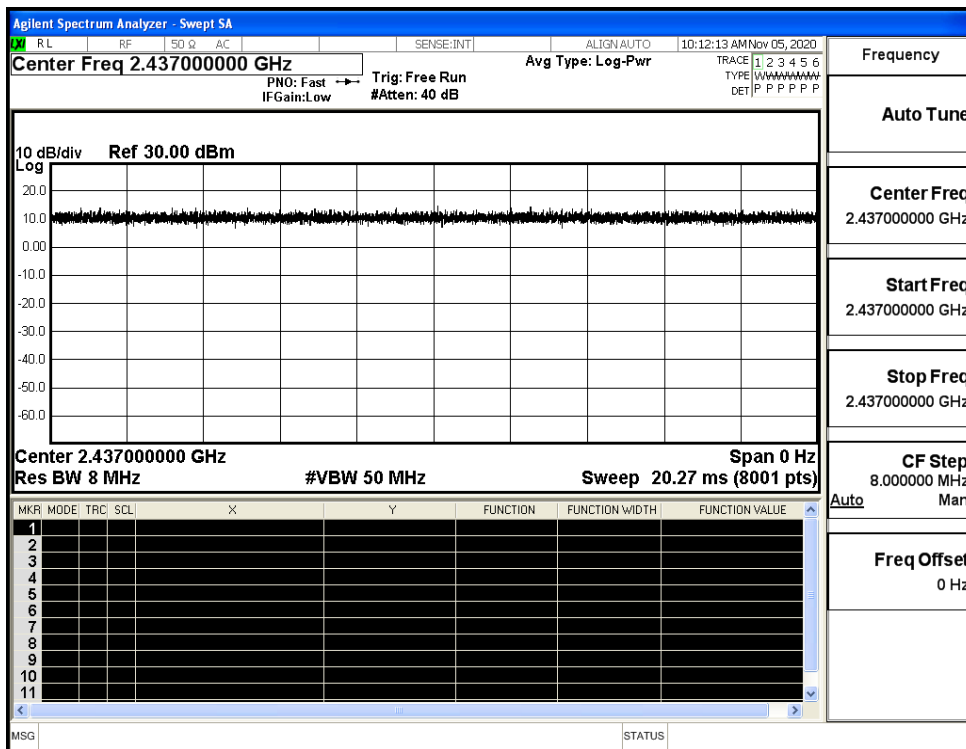 Agilent Spectrum Analyzer - Swept SA
LXI RL RF 50 Ω AC SENSE:INT ALIGN AUTO 10:12:13 AM Nov 05, 2020
Center Freq 2.437000000 GHz
Avg Type: Log-Pwr
TRACE 1 2 3 4 5 6
PNO: Fast Trig: Free Run
TYPE WWWWWW
IFGain:Low #Atten: 40 dB
DET P P P P P P
10 dB/div Ref 30.00 dBm
Log
20.0
10.0
0.00
-10.0
-20.0
-30.0
-40.0
-50.0
-60.0
Center 2.437000000 GHz Span 0 Hz
Res BW 8 MHz #VBW 50 MHz Sweep 20.27 ms (8001 pts)
MKR MODE TRC SCL X Y FUNCTION FUNCTION WIDTH FUNCTION VALUE
1
2
3
4
5
6
7
8
9
10
11
MSG STATUS
Frequency
Auto Tune
Center Freq
2.437000000 GHz
Start Freq
2.437000000 GHz
Stop Freq
2.437000000 GHz
CF Step
8.000000 MHz
Auto Man
Freq Offset
0 Hz